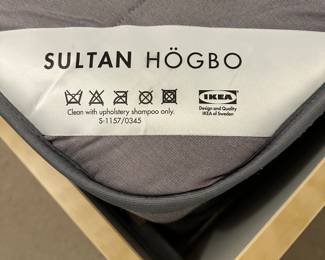 SULTAN HÖGBO
Clean with upholstery shampoo only.
S-1157/0345
IKEA
Design and Quality
IKEA of Sweden